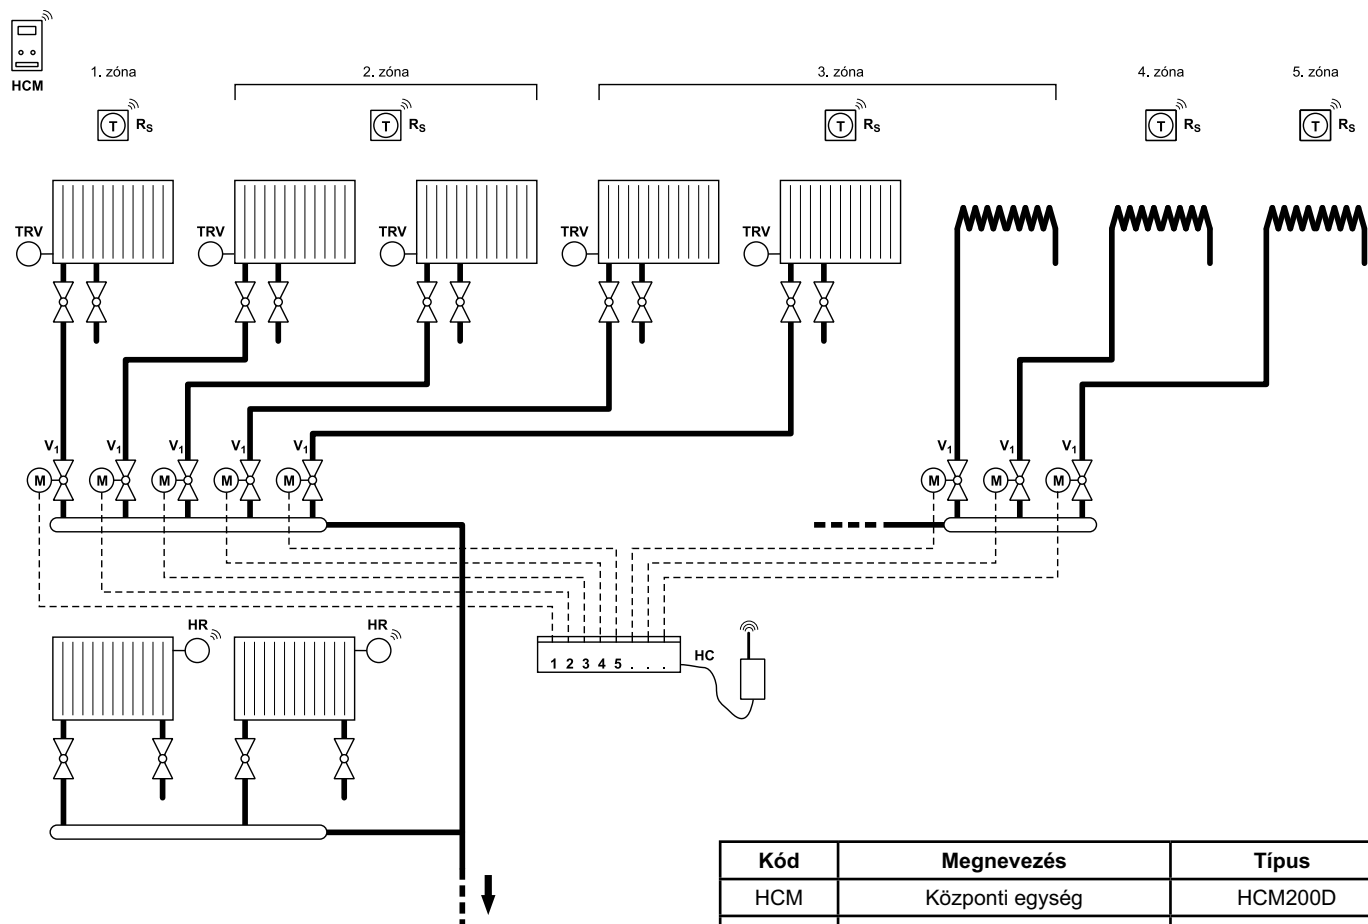 HCM
1. zóna
2. zóna
3. zóna
4. zóna
5. zóna
T RS
T RS
T RS
T RS
T RS
TRV
TRV
TRV
TRV
TRV
V1
V1
V1
V1
V1
V1
V1
V1
M
M
M
M
M
M
M
M
HR
HR
1 2 3 4 5 . . .
HC
Kód Megnevezés Típus
HCM Központi egység HCM200D